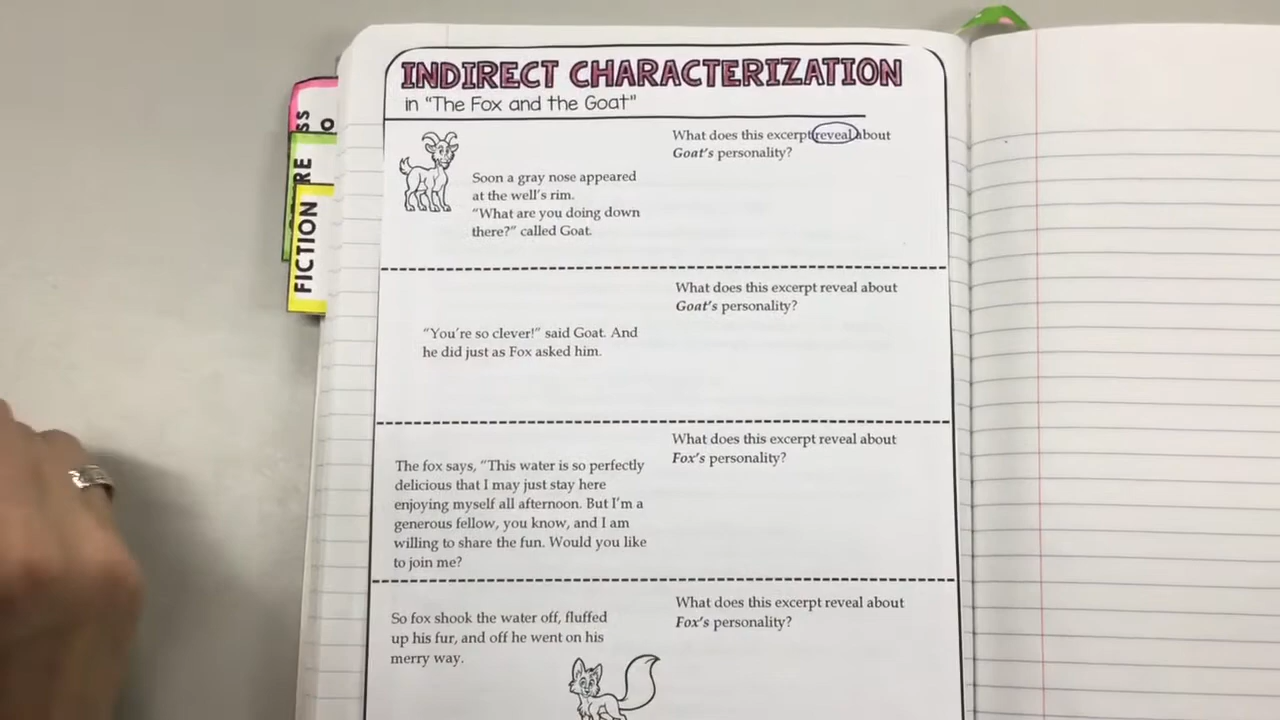 INDIRECT CHARACTERIZATION
in "The Fox and the Goat"
What does this excerpt reveal about
Goat's personality?
Soon a gray nose appeared
at the well's rim.
"What are you doing down
there?" called Goat.
What does this excerpt reveal about
Goat's personality?
"You're so clever!" said Goat. And
he did just as Fox asked him.
What does this excerpt reveal about
Fox's personality?
The fox says, "This water is so perfectly
delicious that I may just stay here
enjoying myself all afternoon. But I'm a
generous fellow, you know, and I am
willing to share the fun. Would you like
to join me?
What does this excerpt reveal about
Fox's personality?
So fox shook the water off, fluffed
up his fur, and off he went on his
merry way.
FICTION